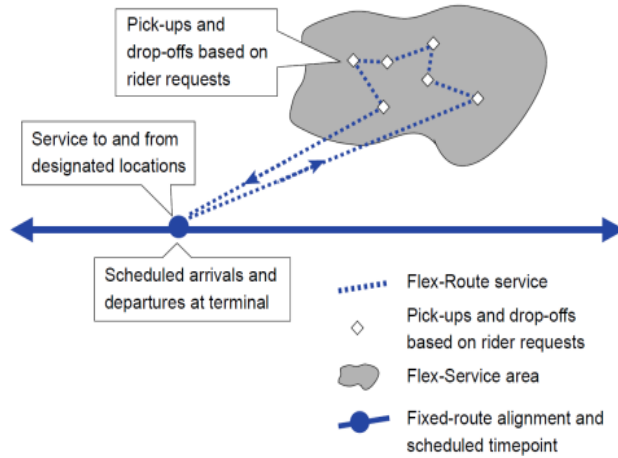 Pick-ups and
drop-offs based on
rider requests
Service to and from
designated locations
Scheduled arrivals and
departures at terminal
Flex-Route service
Pick-ups and drop-offs
based on rider requests
Flex-Service area
Fixed-route alignment and
scheduled timepoint